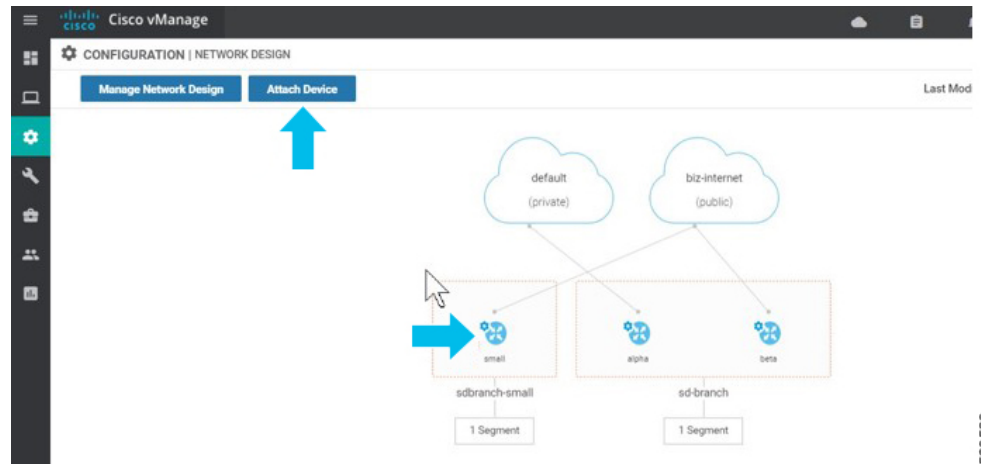 cisco Cisco vManage
CONFIGURATION | NETWORK DESIGN
Manage Network Design Attach Device Last Mod
default biz-internet
(private) (public)
small alpha beta
sdbranch-small sd-branch
1 Segment 1 Segment